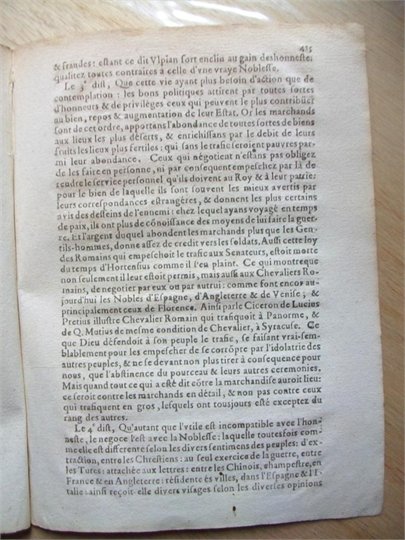 425
& fraudes: estant ce dit Vlpian fort enclin au gain deshonneste:
qualitez toutes contraires à celle d'vne vraye Noblesse.
Le 3ᵉ dist, Que cette vie ayant plus besoin d'action que de
contemplation: les bons politiques attirent par toutes sortes
d'honneurs & de privilèges ceux qui peuvent le plus contribuër
au bien, repos & augmentation de leur Estat. Or les marchands
sont de cet ordre, apportans l'abondance de toutes sortes de biens
aux lieux les plus déserts, & enrichissans par le debit de leurs
fruits les lieux plus fertiles: qui sans le trafic seroient pauvres par-
mi leur abondance. Ceux qui négotient n'estans pas obligez
de les faire en personne, ni par consequent empeschez par là de
rendre le service personnel qu'ils doivent au Roy & à leur patrie:
pour le bien de laquelle ils sont souvent les mieux avertis par
leurs correspondances estrangéres, & donnent les plus certains
avis des desseins de l'ennemi: chez lequel ayans voyagé en temps
de paix, ils ont plus de cônoissance des moyens de lui faire la guer-
re. Et l'argent duquel abondent les marchands plus que les Gen-
tils-hommes, donne assez de credit vers les soldats. Aussi cette loy
des Romains qui empeschoit le trafic aux Senateurs, estoit morte
du temps d'Hortensius comme il s'en plaint. Ce qui montre que
non seulement il leur estoit permis, mais aussi aux Chevaliers Ro-
mains, de negotier par eux ou par autrui: comme font encor au-
jourd'hui les Nobles d'Espagne, d'Angleterre & de Venise; &
principalement ceux de Florence. Ainsi parle Ciceron de Lucius
Pretius illustre Chevalier Romain qui trafiquoit à Panorme, &
de Q. Motius de mesme condition de Chevalier, à Syracuse. Ce
que Dieu défendoit à son peuple le trafic, se faisant vrai-sem-
blablement pour les empescher de se corrôpre par l'idolatrie des
autres peuples, & ne se devant non plus tirer à consequence pour
nous, que l'abstinence du pourceau & leurs autres ceremonies.
Mais quand tout ce qui a esté dit côtre la marchandise auroit lieu:
ce seroit contre les marchands en détail, & non pas contre ceux
qui trafiquent en gros, lesquels ont tousjours esté exceptez du
rang des autres.
Le 4ᵉ dist, Qu'autant que l'vtile est incompatible avec l'hon-
neste, le negoce l'est avec la Noblesse: laquelle toutesfois com-
me elle est differente selon les divers sentimens des peuples: d'ex-
traction, entre les Chrestiens: au seul exercice de la guerre, entre
les Turcs: attachée aux lettres: entre les Chinois, champestre, en
France & en Angleterre: résidente és villes, dans l'Espagne & l'I-
talie: ainsi reçoit-elle divers visages selon les diverses opinions